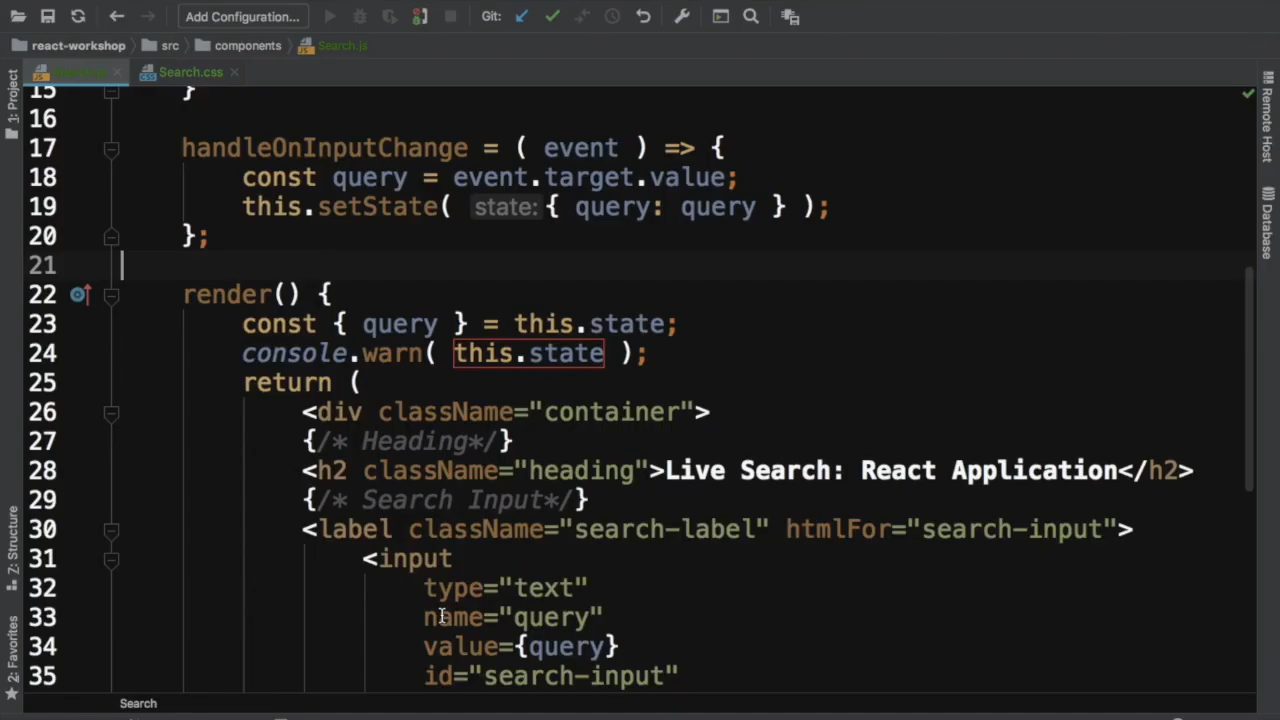 Add Configuration...
Git:
react-workshop
src
components
Search.js
Search.css
1: Project
Z: Structure
2: Favorites
Remote Host
Database
15 }
16
17 handleOnInputChange = ( event ) => {
18 const query = event.target.value;
19 this.setState( state: { query: query } );
20 };
21
22 render() {
23 const { query } = this.state;
24 console.warn( this.state );
25 return (
26 <div className="container">
27 {/* Heading*/}
28 <h2 className="heading">Live Search: React Application</h2>
29 {/* Search Input*/}
30 <label className="search-label" htmlFor="search-input">
31 <input
32 type="text"
33 name="query"
34 value={query}
35 id="search-input"
Search